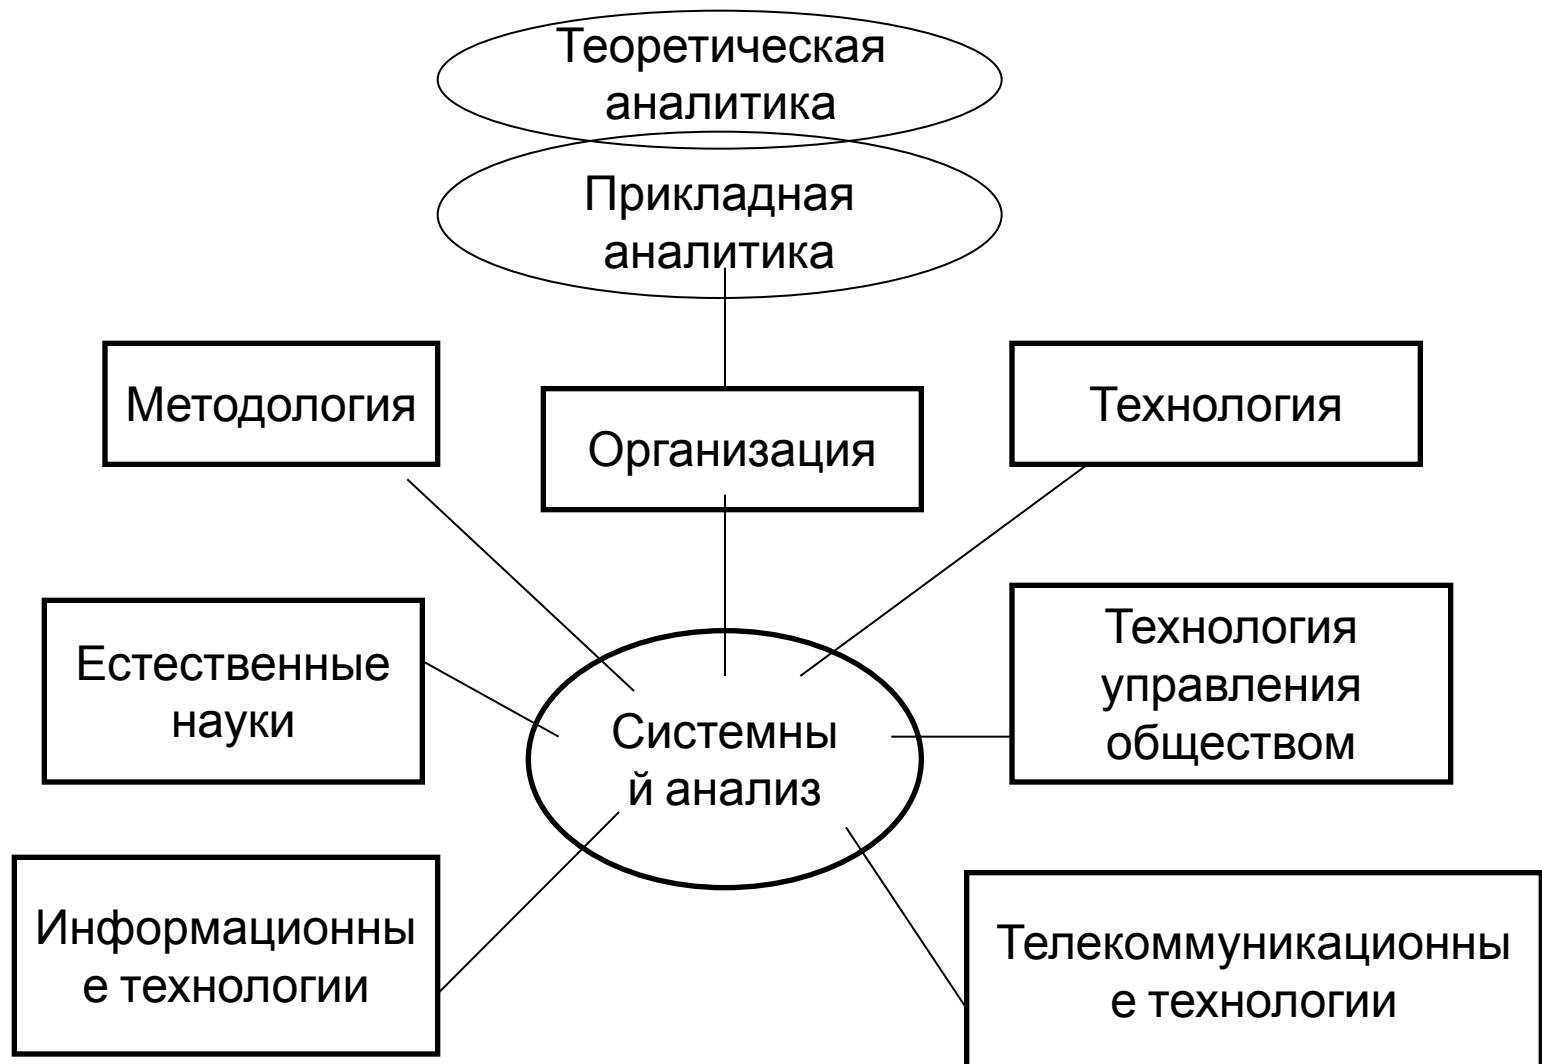 Теоретическая
аналитика
Прикладная
аналитика
Методология
Организация
Технология
Естественные
науки
Системны
й анализ
Технология
управления
обществом
Информационны
е технологии
Телекоммуникационны
е технологии